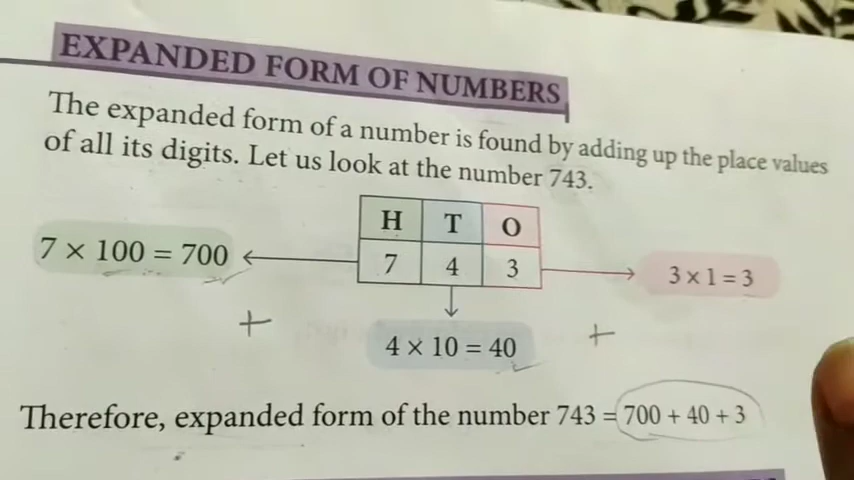 EXPANDED FORM OF NUMBERS
The expanded form of a number is found by adding up the place values
of all its digits. Let us look at the number 743.
H T O
7 × 100 = 700
7 4 3
3 × 1 = 3
+ +
4 × 10 = 40
Therefore, expanded form of the number 743 = 700 + 40 + 3